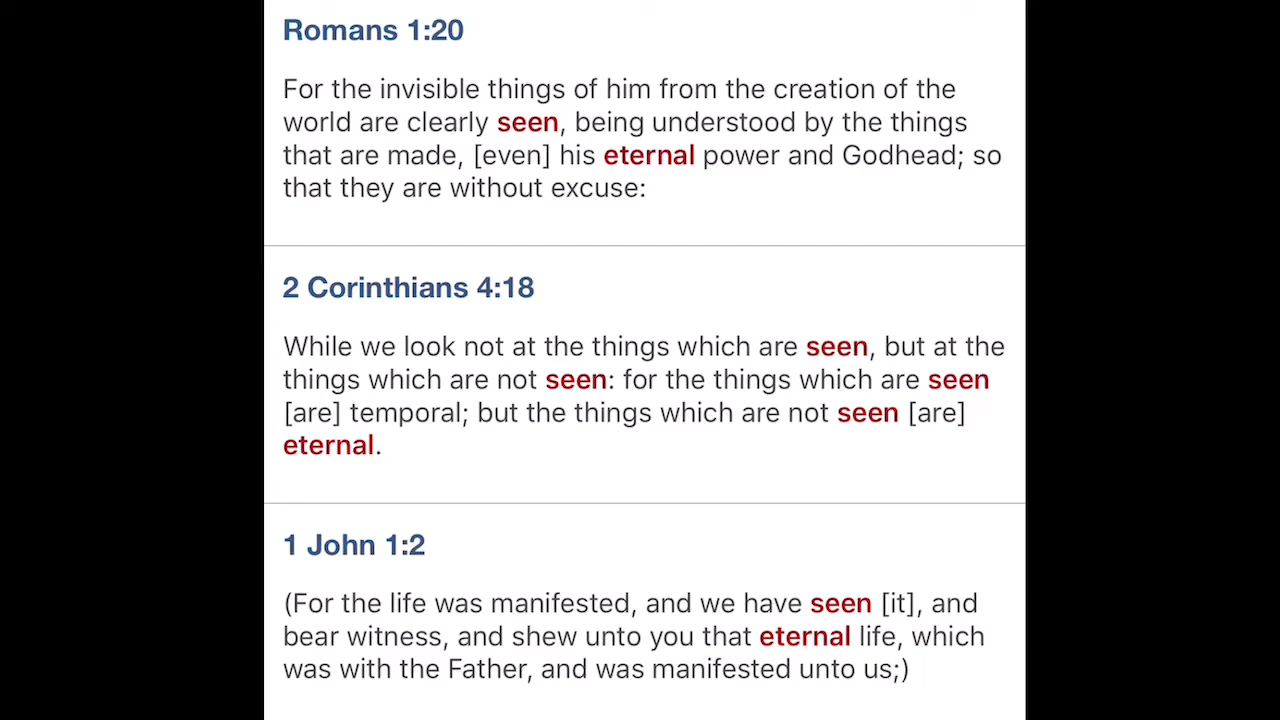 Romans 1:20
For the invisible things of him from the creation of the
world are clearly seen, being understood by the things
that are made, [even] his eternal power and Godhead; so
that they are without excuse:
2 Corinthians 4:18
While we look not at the things which are seen, but at the
things which are not seen: for the things which are seen
[are] temporal; but the things which are not seen [are]
eternal.
1 John 1:2
(For the life was manifested, and we have seen [it], and
bear witness, and shew unto you that eternal life, which
was with the Father, and was manifested unto us;)